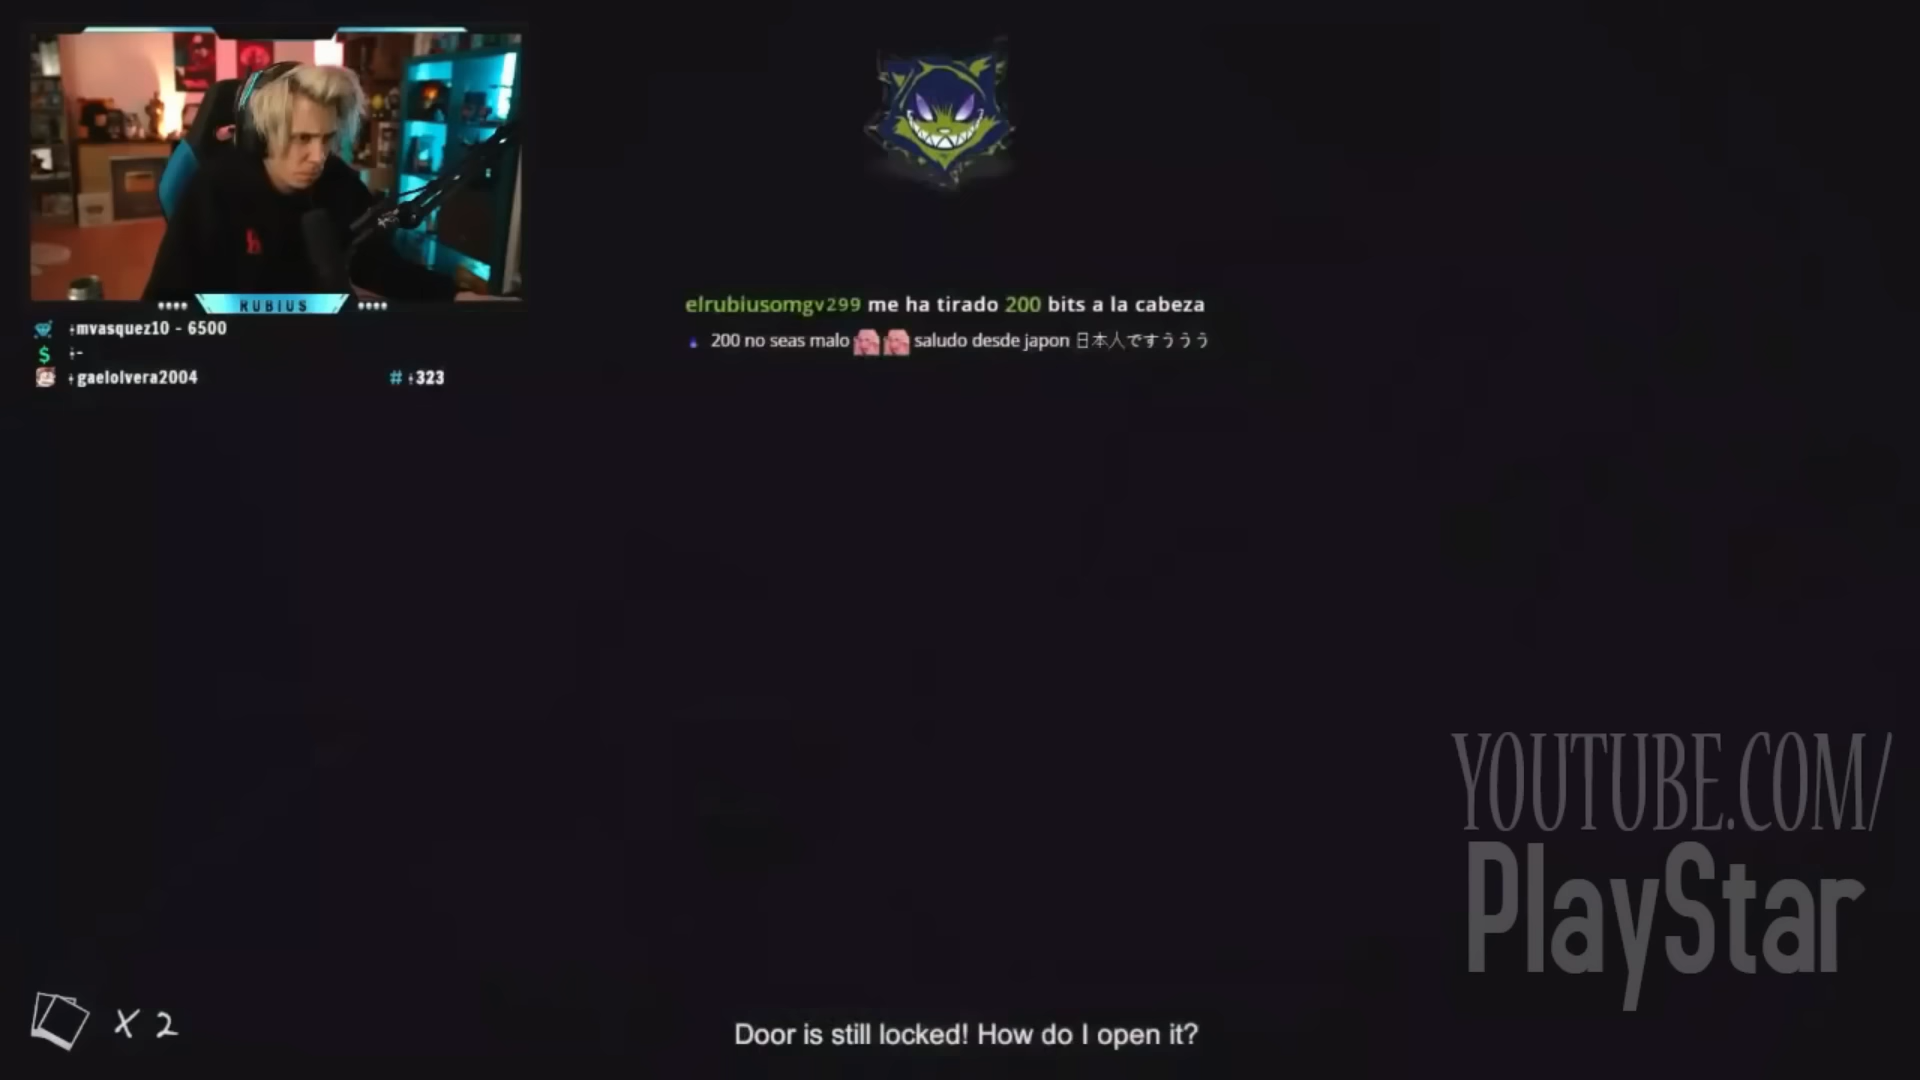 RUBIUS
mvasquez10 - 6500
-
gaelolvera2004
# 323
elrubiusomgv299 me ha tirado 200 bits a la cabeza
200 no seas malo saludo desde japon 日本人ですううう
YOUTUBE.COM/
PlayStar
X 2
Door is still locked! How do I open it?